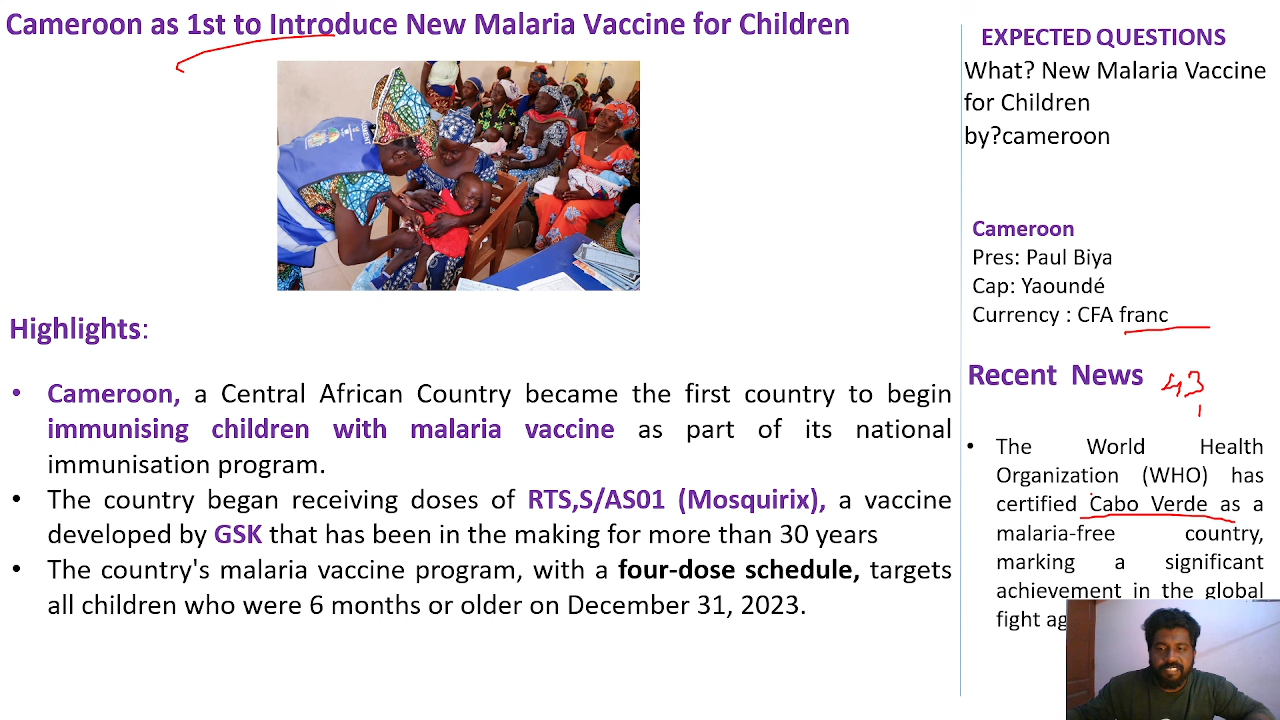 Cameroon as 1st to Introduce New Malaria Vaccine for Children
Highlights:
• Cameroon, a Central African Country became the first country to begin
immunising children with malaria vaccine as part of its national
immunisation program.
• The country began receiving doses of RTS,S/AS01 (Mosquirix), a vaccine
developed by GSK that has been in the making for more than 30 years
• The country's malaria vaccine program, with a four-dose schedule, targets
all children who were 6 months or older on December 31, 2023.
EXPECTED QUESTIONS
What? New Malaria Vaccine
for Children
by?cameroon
Cameroon
Pres: Paul Biya
Cap: Yaoundé
Currency : CFA franc
Recent News
43
• The World Health
Organization (WHO) has
certified Cabo Verde as a
malaria-free country,
marking a significant
achievement in the global
fight